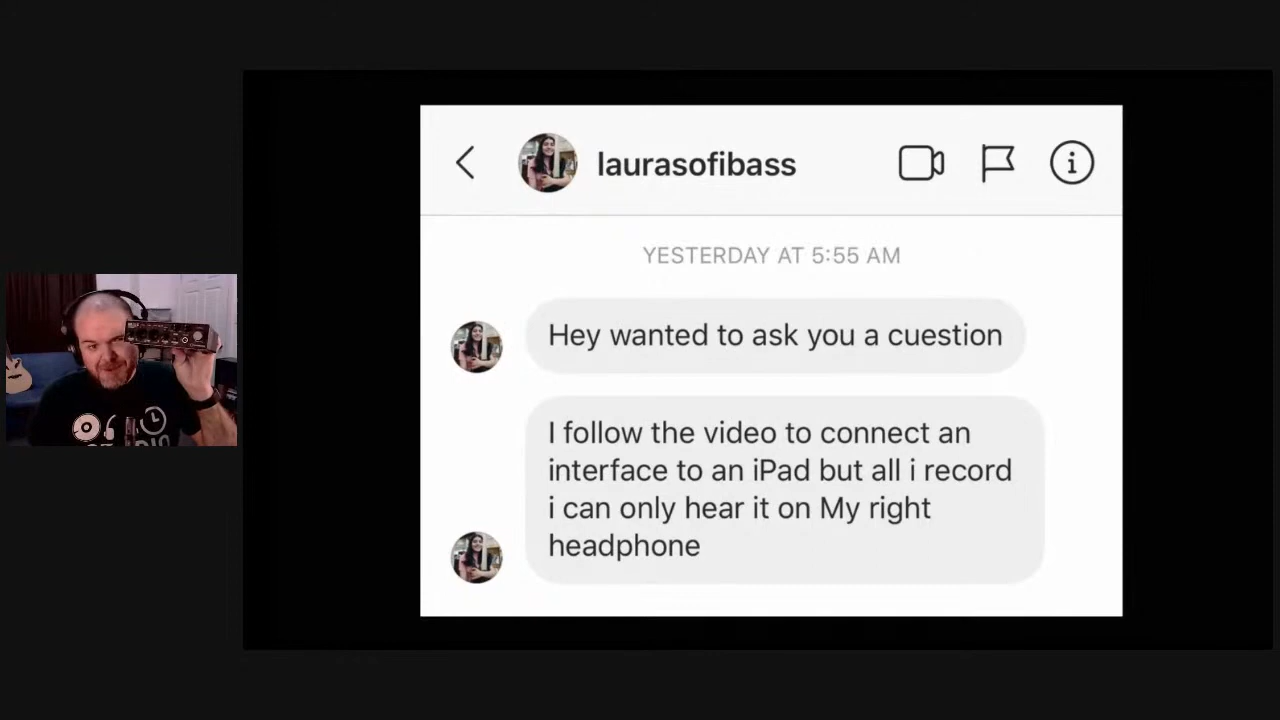 laurasofibass
YESTERDAY AT 5:55 AM
Hey wanted to ask you a cuestion
I follow the video to connect an
interface to an iPad but all i record
i can only hear it on My right
headphone